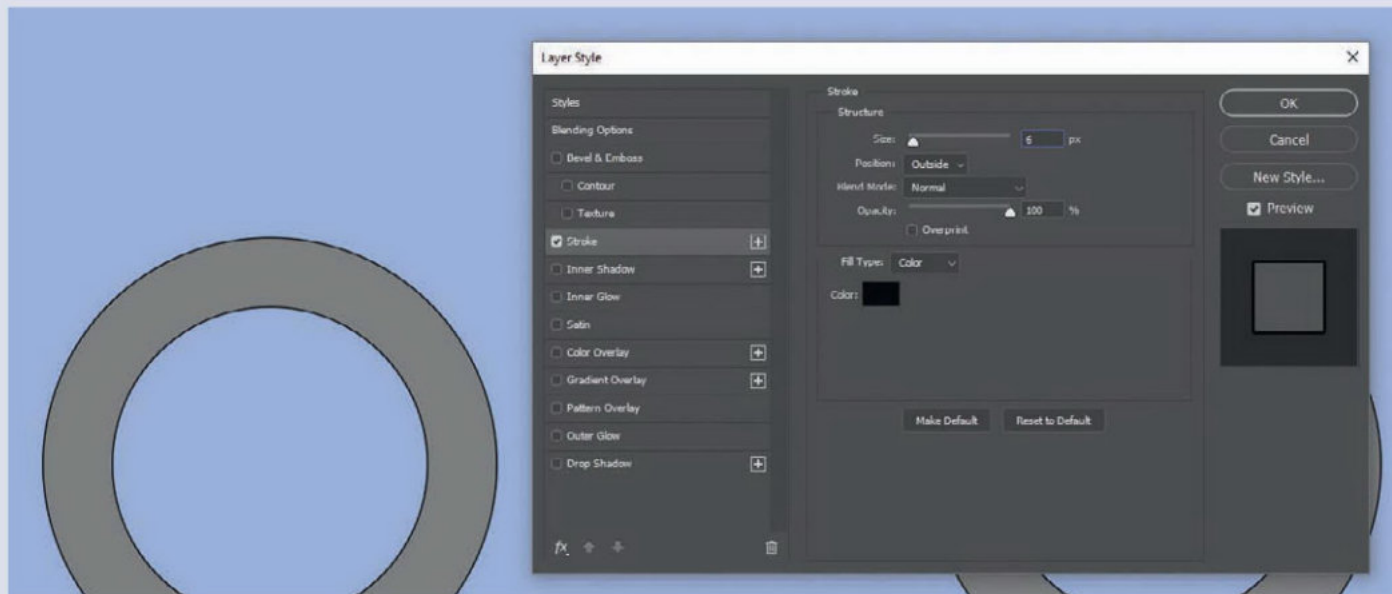 Layer Style
Styles
Blending Options
Bevel & Emboss
Contour
Texture
Stroke
Inner Shadow
Inner Glow
Satin
Color Overlay
Gradient Overlay
Pattern Overlay
Outer Glow
Drop Shadow
fx
Stroke
Structure
Size: 6 px
Position: Outside
Blend Mode: Normal
Opacity: 100 %
Overprint
Fill Type: Color
Color:
Make Default Reset to Default
OK
Cancel
New Style...
Preview